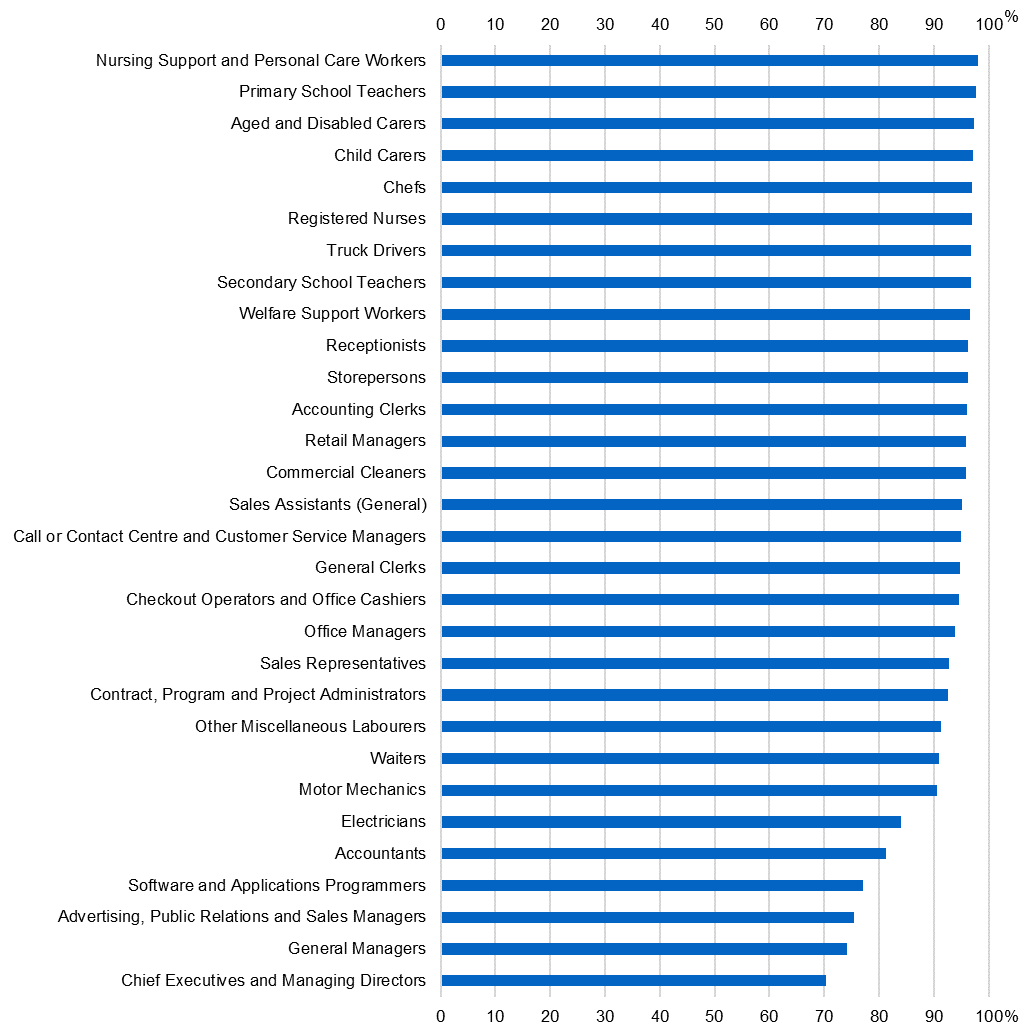 0 10 20 30 40 50 60 70 80 90 100%
Nursing Support and Personal Care Workers
Primary School Teachers
Aged and Disabled Carers
Child Carers
Chefs
Registered Nurses
Truck Drivers
Secondary School Teachers
Welfare Support Workers
Receptionists
Storepersons
Accounting Clerks
Retail Managers
Commercial Cleaners
Sales Assistants (General)
Call or Contact Centre and Customer Service Managers
General Clerks
Checkout Operators and Office Cashiers
Office Managers
Sales Representatives
Contract, Program and Project Administrators
Other Miscellaneous Labourers
Waiters
Motor Mechanics
Electricians
Accountants
Software and Applications Programmers
Advertising, Public Relations and Sales Managers
General Managers
Chief Executives and Managing Directors
0 10 20 30 40 50 60 70 80 90 100%